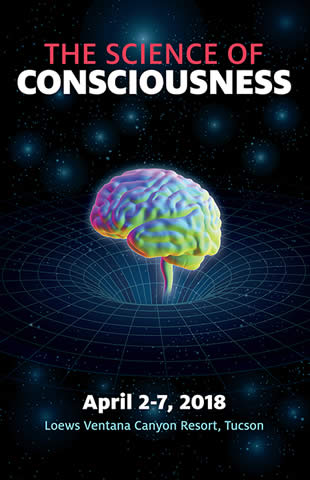 THE SCIENCE OF
CONSCIOUSNESS
April 2-7, 2018
Loews Ventana Canyon Resort, Tucson